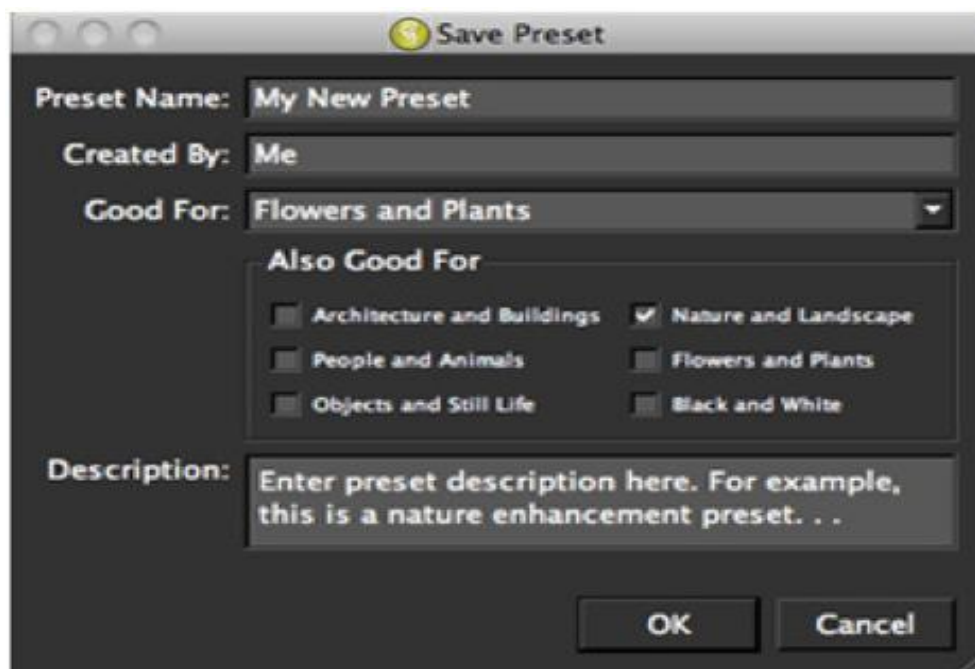 Save Preset
Preset Name: My New Preset
Created By: Me
Good For: Flowers and Plants
Also Good For
Architecture and Buildings Nature and Landscape
People and Animals Flowers and Plants
Objects and Still Life Black and White
Description: Enter preset description here. For example,
this is a nature enhancement preset. . .
OK Cancel